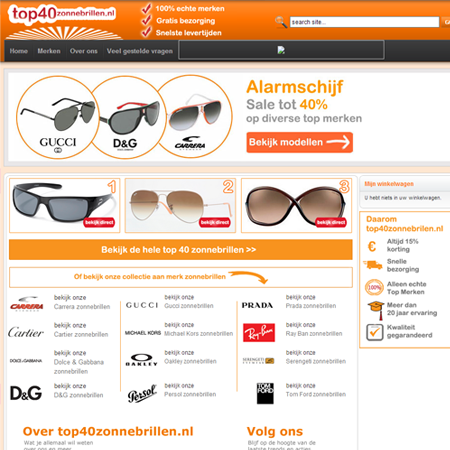 top40zonnebrillen.nl
100% echte merken
Gratis bezorging
Snelste levertijden
search site...
Home Merken Over ons Veel gestelde vragen
Alarmschijf
Sale tot 40%
op diverse top merken
Bekijk modellen
GUCCI D&G CARRERA
1 2 3
bekijk direct bekijk direct bekijk direct
Bekijk de hele top 40 zonnebrillen >>
Of bekijk onze collectie aan merk zonnebrillen
Mijn winkelwagen
U hebt niets in uw winkelwagen.
Daarom
top40zonnebrillen.nl
€ Altijd 15%
korting
Snelle
bezorging
100% Alleen echte
Top Merken
Meer dan
20 jaar ervaring
Kwaliteit
gegarandeerd
CARRERA bekijk onze
Carrera zonnebrillen
GUCCI bekijk onze
Gucci zonnebrillen
PRADA bekijk onze
Prada zonnebrillen
Cartier bekijk onze
Cartier zonnebrillen
MICHAEL KORS bekijk onze
Michael Kors zonnebrillen
Ray-Ban bekijk onze
Ray Ban zonnebrillen
DOLCE & GABBANA bekijk onze
Dolce & Gabbana
zonnebrillen
OAKLEY bekijk onze
Oakley zonnebrillen
SERENGETI bekijk onze
Serengeti zonnebrillen
D&G bekijk onze
D&G zonnebrillen
Persol bekijk onze
Persol zonnebrillen
TOM FORD bekijk onze
Tom Ford zonnebrillen
Over top40zonnebrillen.nl
Wat je allemaal wil weten
over ons en meer
Volg ons
Blijf op de hoogte van de
laatste trends en acties